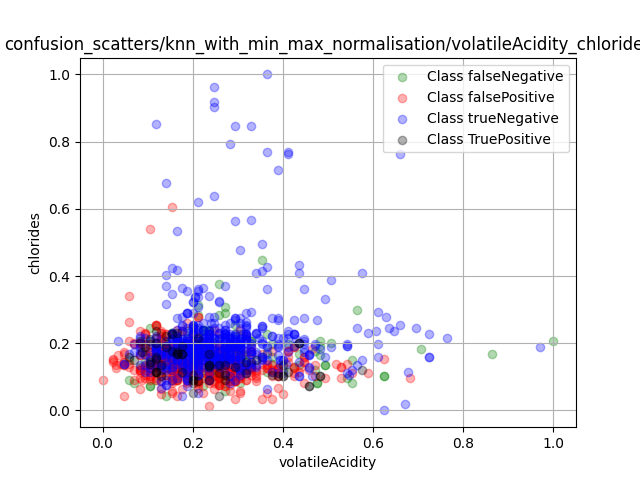 confusion_scatters/knn_with_min_max_normalisation/volatileAcidity_chloride
Class falseNegative
Class falsePositive
Class trueNegative
Class TruePositive
chlorides
1.0
0.8
0.6
0.4
0.2
0.0
0.0 0.2 0.4 0.6 0.8 1.0
volatileAcidity